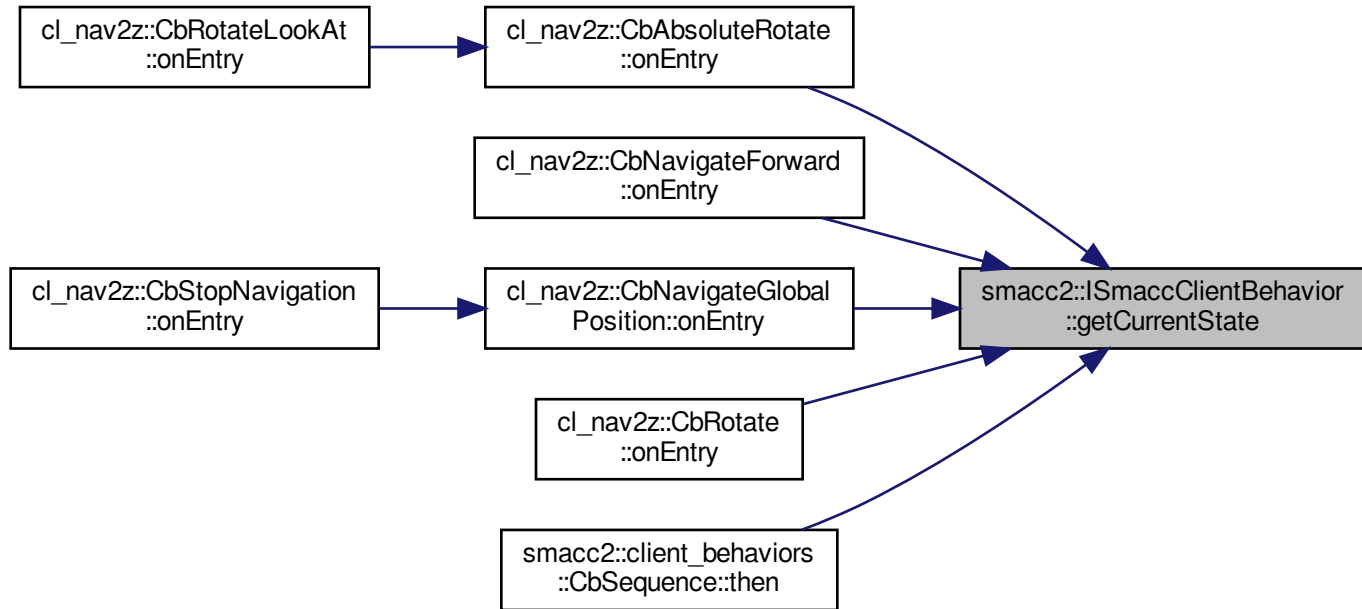 cl_nav2z::CbRotateLookAt
::onEntry
cl_nav2z::CbAbsoluteRotate
::onEntry
cl_nav2z::CbNavigateForward
::onEntry
cl_nav2z::CbStopNavigation
::onEntry
cl_nav2z::CbNavigateGlobal
Position::onEntry
smacc2::ISmaccClientBehavior
::getCurrentState
cl_nav2z::CbRotate
::onEntry
smacc2::client_behaviors
::CbSequence::then